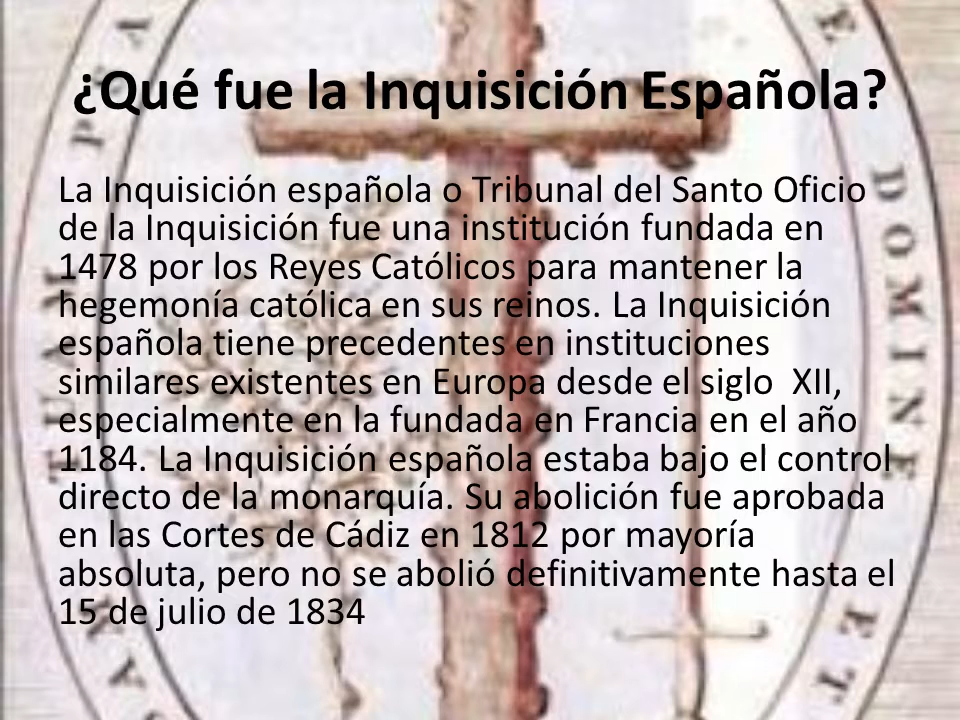 ¿Qué fue la Inquisición Española?
La Inquisición española o Tribunal del Santo Oficio
de la Inquisición fue una institución fundada en
1478 por los Reyes Católicos para mantener la
hegemonía católica en sus reinos. La Inquisición
española tiene precedentes en instituciones
similares existentes en Europa desde el siglo  XII,
especialmente en la fundada en Francia en el año
1184. La Inquisición española estaba bajo el control
directo de la monarquía. Su abolición fue aprobada
en las Cortes de Cádiz en 1812 por mayoría
absoluta, pero no se abolió definitivamente hasta el
15 de julio de 1834
DOMINE
ET